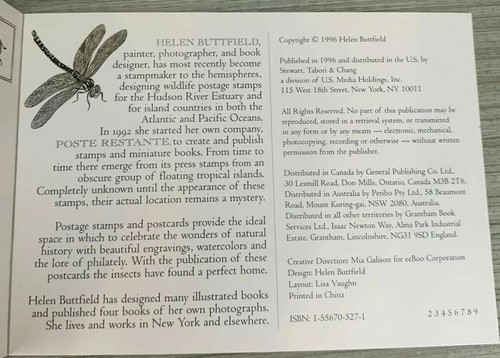 HELEN BUTTFIELD,
painter, photographer, and book
designer, has most recently become
a stampmaker to the hemispheres,
designing wildlife postage stamps
for the Hudson River Estuary and
for island countries in both the
Atlantic and Pacific Oceans.
In 1992 she started her own company,
POSTE RESTANTE, to create and publish
stamps and miniature books. From time to
time there emerge from its press stamps from an
obscure group of floating tropical islands.
Completely unknown until the appearance of these
stamps, their actual location remains a mystery.
Postage stamps and postcards provide the ideal
space in which to celebrate the wonders of natural
history with beautiful engravings, watercolors and
the lore of philately. With the publication of these
postcards the insects have found a perfect home.
Helen Buttfield has designed many illustrated books
and published four books of her own photographs.
She lives and works in New York and elsewhere.
Copyright © 1996 Helen Buttfield
Published in 1996 and distributed in the U.S. by
Stewart, Tabori & Chang
a division of U.S. Media Holdings, Inc.
115 West 18th Street, New York, NY 10011
All Rights Reserved. No part of this publication may be
reproduced, stored in a retrieval system, or transmitted
in any form or by any means — electronic, mechanical,
photocopying, recording or otherwise — without written
permission from the publisher.
Distributed in Canada by General Publishing Co. Ltd.,
30 Lesmill Road, Don Mills, Ontario, Canada M3B 2T6.
Distributed in Australia by Peribo Pty Ltd., 58 Beaumont
Road, Mount Kuring-gai, NSW 2080, Australia.
Distributed in all other territories by Grantham Book
Services Ltd., Isaac Newton Way, Alma Park Industrial
Estate, Grantham, Lincolnshire, NG31 9SD England.
Creative Direction: Mia Galison for eeBoo Corporation
Design: Helen Buttfield
Layout: Lisa Vaughn
Printed in China
ISBN: 1-55670-527-1
2 3 4 5 6 7 8 9